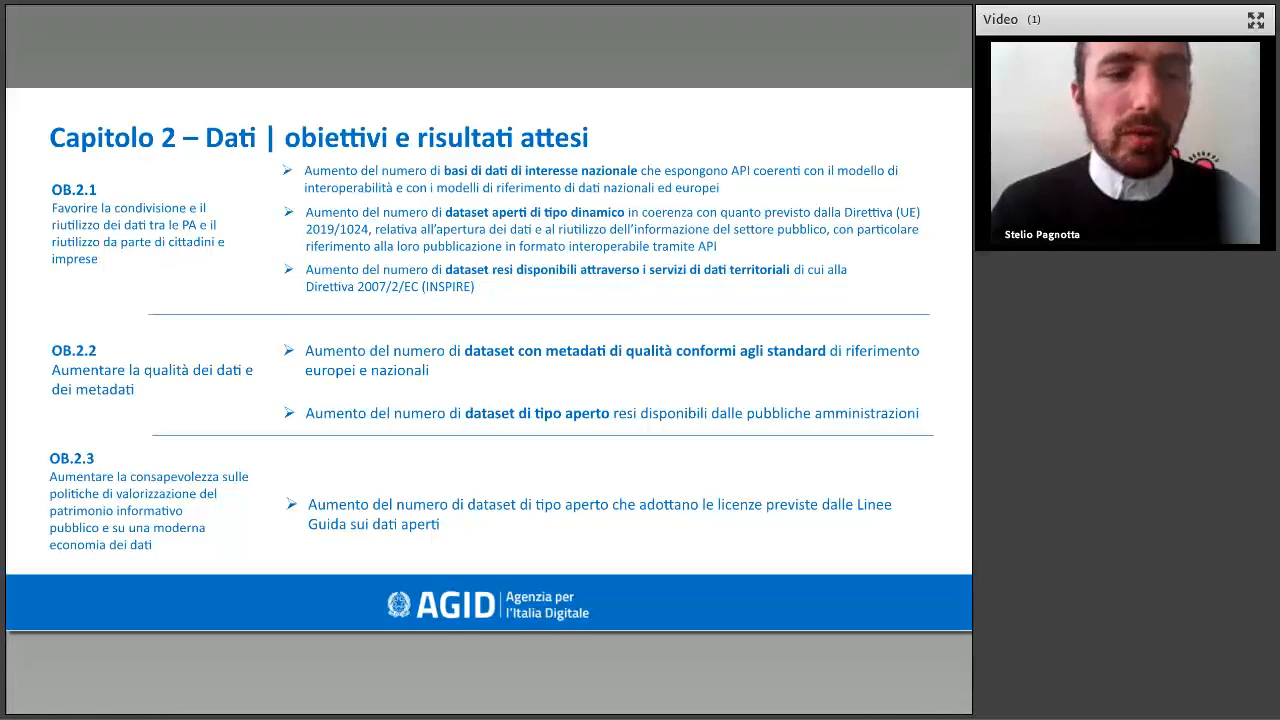 Video (1)
Stelio Pagnotta
Capitolo 2 – Dati | obiettivi e risultati attesi
OB.2.1
Favorire la condivisione e il
riutilizzo dei dati tra le PA e il
riutilizzo da parte di cittadini e
imprese
Aumento del numero di basi di dati di interesse nazionale che espongono API coerenti con il modello di
interoperabilità e con i modelli di riferimento di dati nazionali ed europei
Aumento del numero di dataset aperti di tipo dinamico in coerenza con quanto previsto dalla Direttiva (UE)
2019/1024, relativa all'apertura dei dati e al riutilizzo dell'informazione del settore pubblico, con particolare
riferimento alla loro pubblicazione in formato interoperabile tramite API
Aumento del numero di dataset resi disponibili attraverso i servizi di dati territoriali di cui alla
Direttiva 2007/2/EC (INSPIRE)
OB.2.2
Aumentare la qualità dei dati e
dei metadati
Aumento del numero di dataset con metadati di qualità conformi agli standard di riferimento
europei e nazionali
Aumento del numero di dataset di tipo aperto resi disponibili dalle pubbliche amministrazioni
OB.2.3
Aumentare la consapevolezza sulle
politiche di valorizzazione del
patrimonio informativo
pubblico e su una moderna
economia dei dati
Aumento del numero di dataset di tipo aperto che adottano le licenze previste dalle Linee
Guida sui dati aperti
AGID
Agenzia per
l'Italia Digitale